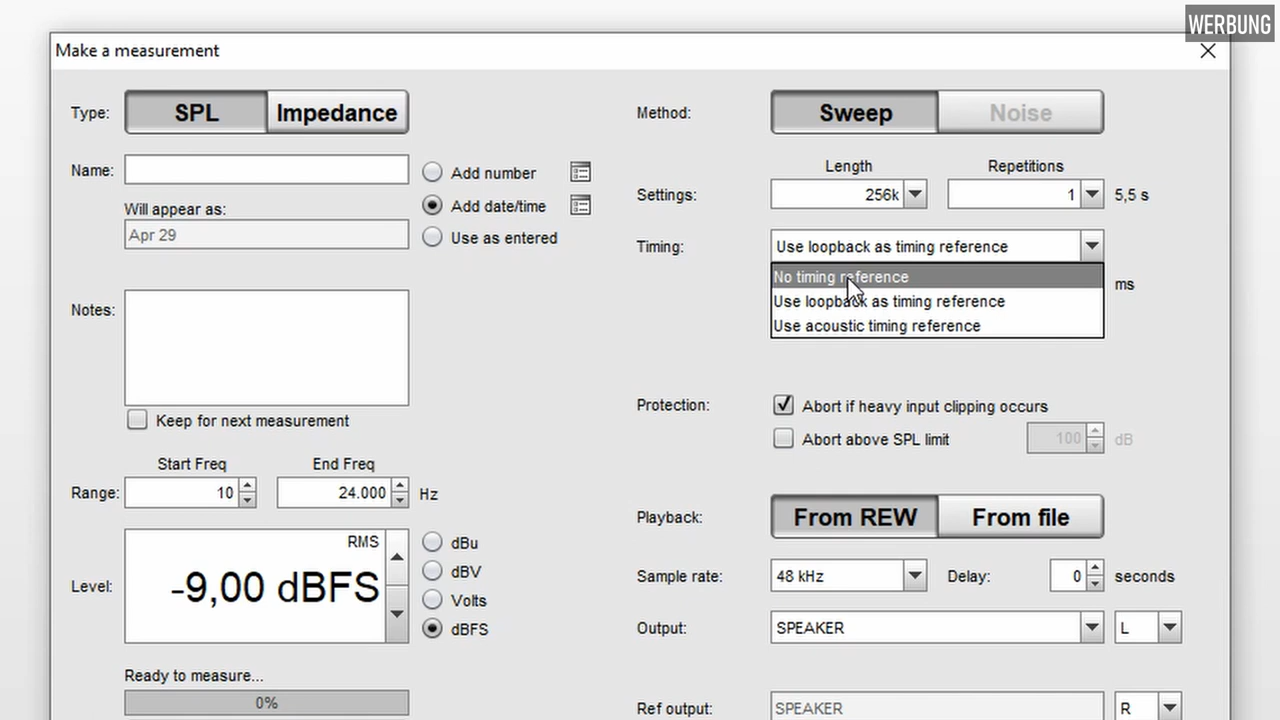 WERBUNG
Make a measurement
Type: SPL Impedance
Method: Sweep Noise
Name:
Add number
Add date/time
Use as entered
Will appear as:
Apr 29
Length Repetitions
Settings: 256k 1 5,5 s
Timing: Use loopback as timing reference
No timing reference
Use loopback as timing reference
Use acoustic timing reference
ms
Notes:
Keep for next measurement
Protection: Abort if heavy input clipping occurs
Abort above SPL limit 100 dB
Start Freq End Freq
Range: 10 24.000 Hz
Playback: From REW From file
RMS
Level: -9,00 dBFS
dBu
dBV
Volts
dBFS
Sample rate: 48 kHz Delay: 0 seconds
Output: SPEAKER L
Ready to measure...
0%
Ref output: SPEAKER R